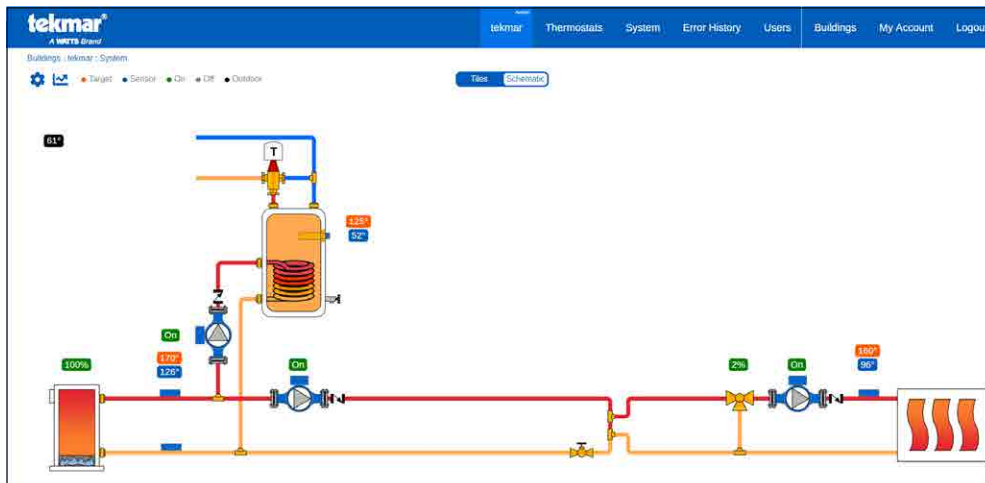 tekmar®
A WATTS Brand
tekmar
Thermostats
System
Error History
Users
Buildings
My Account
Logout
Buildings : tekmar : System
Target
Sensor
On
Off
Outdoor
Tiles
Schematic
61°
T
125°
52°
On
170°
126°
100%
On
2%
On
160°
96°